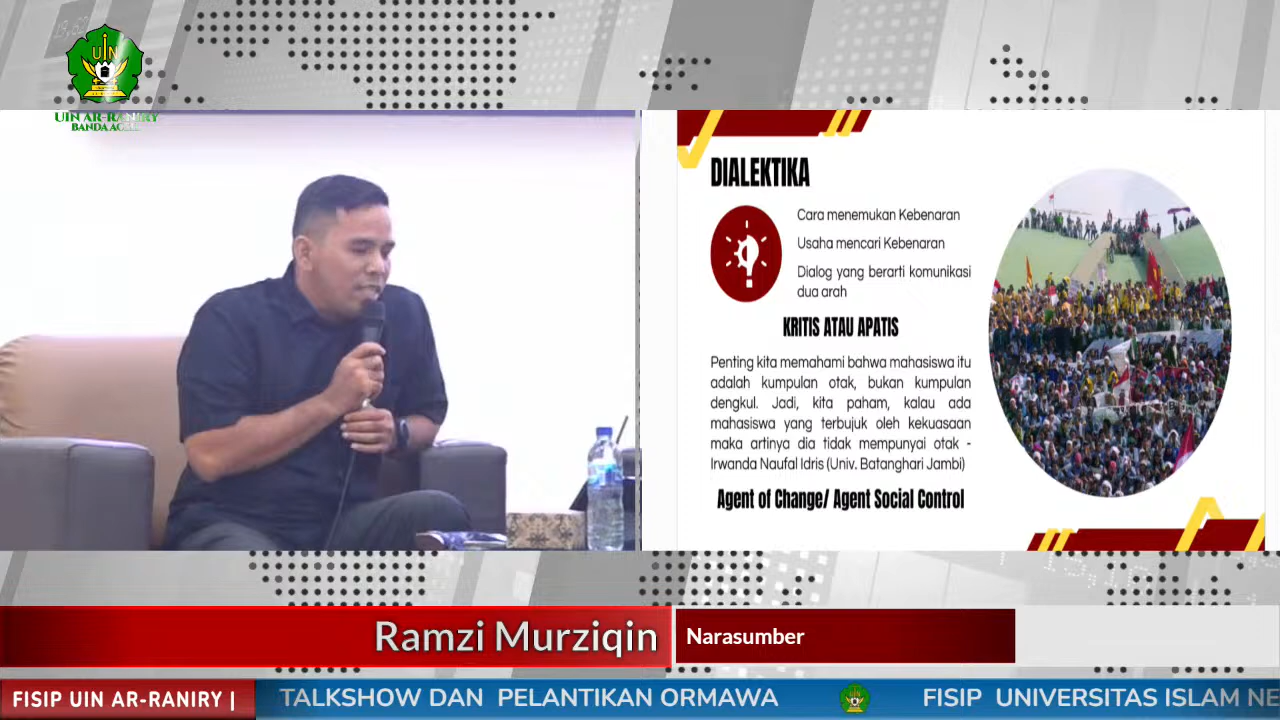 UIN
UIN AR-RANIRY
BANDA ACEH
DIALEKTIKA
Cara menemukan Kebenaran
Usaha mencari Kebenaran
Dialog yang berarti komunikasi
dua arah
KRITIS ATAU APATIS
Penting kita memahami bahwa mahasiswa itu
adalah kumpulan otak, bukan kumpulan
dengkul. Jadi, kita paham, kalau ada
mahasiswa yang terbujuk oleh kekuasaan
maka artinya dia tidak mempunyai otak -
Irwanda Naufal Idris (Univ. Batanghari Jambi)
Agent of Change/ Agent Social Control
Ramzi Murziqin
Narasumber
FISIP UIN AR-RANIRY |
TALKSHOW DAN PELANTIKAN ORMAWA
FISIP UNIVERSITAS ISLAM NE